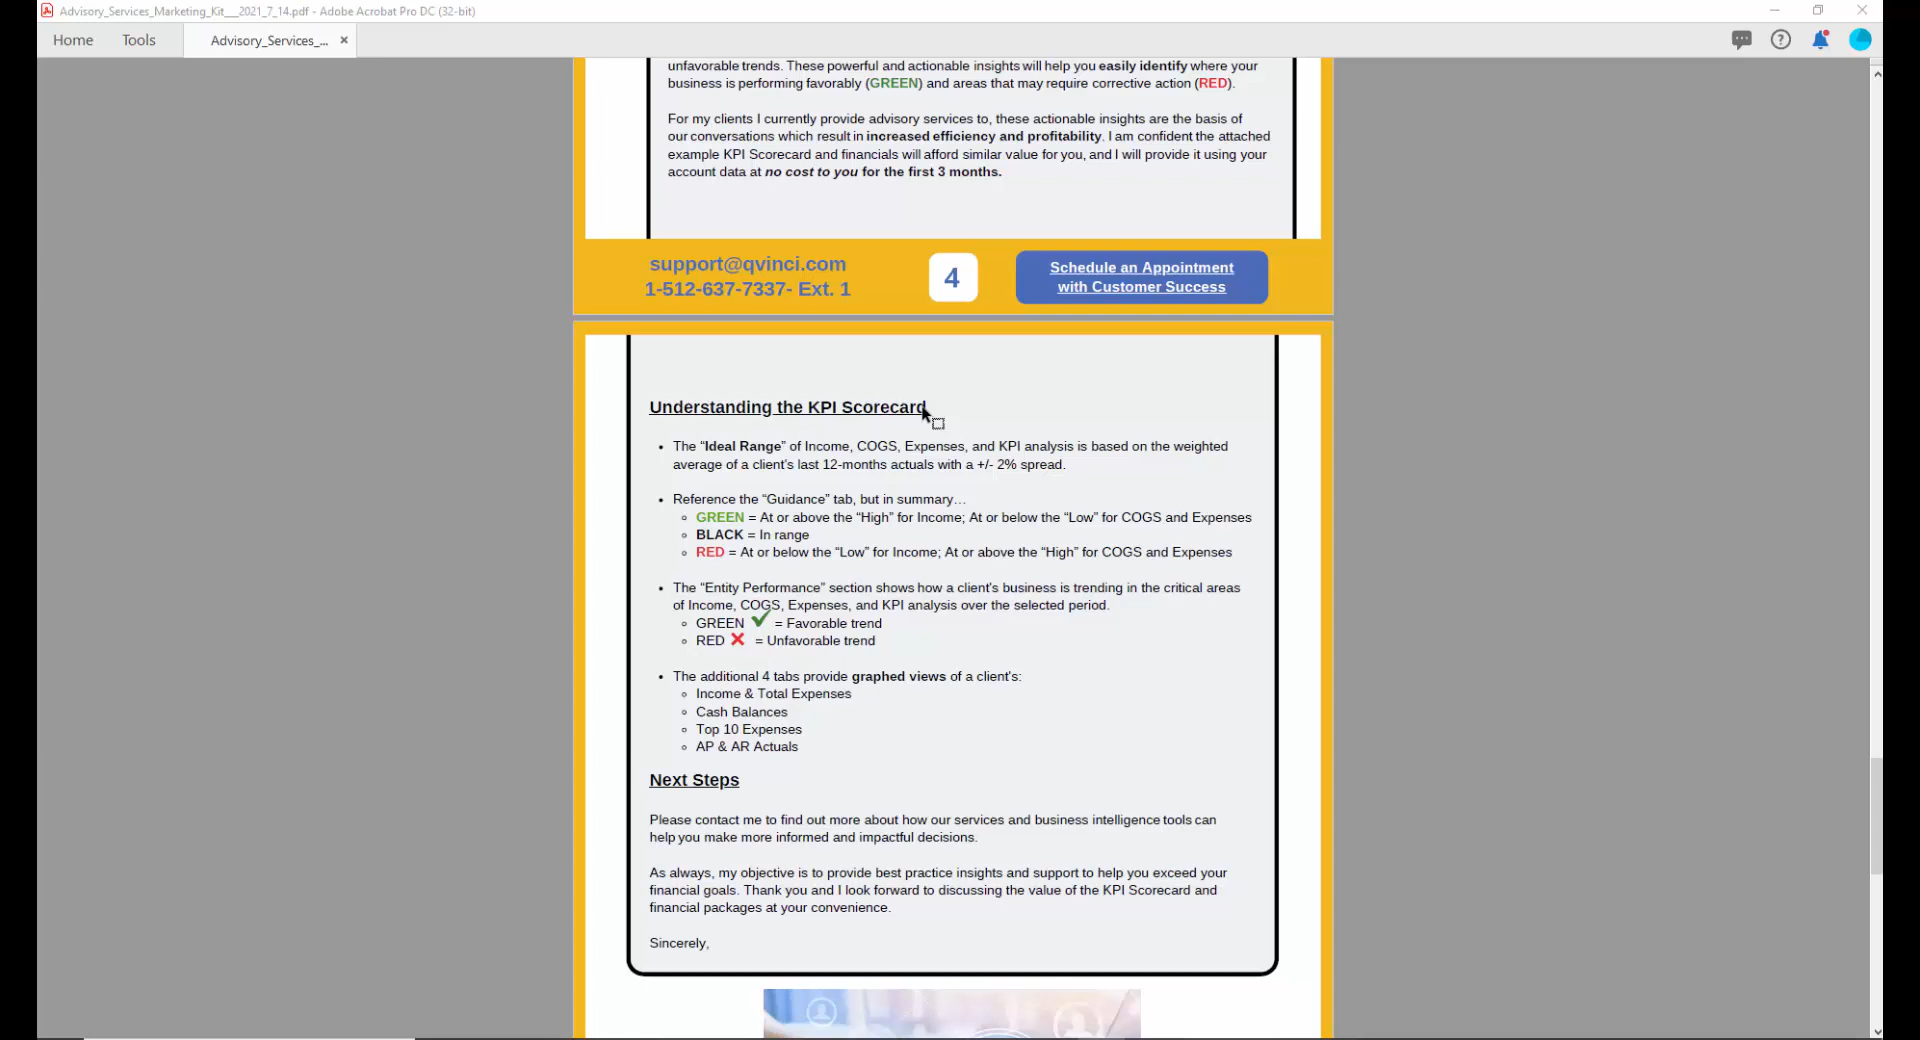 Advisory_Services_Marketing_Kit__2021_7_14.pdf - Adobe Acrobat Pro DC (32-bit)
Home
Tools
Advisory_Services_...
unfavorable trends. These powerful and actionable insights will help you easily identify where your
business is performing favorably (GREEN) and areas that may require corrective action (RED).
For my clients I currently provide advisory services to, these actionable insights are the basis of
our conversations which result in increased efficiency and profitability. I am confident the attached
example KPI Scorecard and financials will afford similar value for you, and I will provide it using your
account data at no cost to you for the first 3 months.
support@qvinci.com
1-512-637-7337- Ext. 1
4
Schedule an Appointment
with Customer Success
Understanding the KPI Scorecard
• The “Ideal Range” of Income, COGS, Expenses, and KPI analysis is based on the weighted
average of a client’s last 12-months actuals with a +/- 2% spread.
• Reference the “Guidance” tab, but in summary…
◦ GREEN = At or above the “High” for Income; At or below the “Low” for COGS and Expenses
◦ BLACK = In range
◦ RED = At or below the “Low” for Income; At or above the “High” for COGS and Expenses
• The “Entity Performance” section shows how a client’s business is trending in the critical areas
of Income, COGS, Expenses, and KPI analysis over the selected period.
◦ GREEN ✔ = Favorable trend
◦ RED ✕ = Unfavorable trend
• The additional 4 tabs provide graphed views of a client’s:
◦ Income & Total Expenses
◦ Cash Balances
◦ Top 10 Expenses
◦ AP & AR Actuals
Next Steps
Please contact me to find out more about how our services and business intelligence tools can
help you make more informed and impactful decisions.
As always, my objective is to provide best practice insights and support to help you exceed your
financial goals. Thank you and I look forward to discussing the value of the KPI Scorecard and
financial packages at your convenience.
Sincerely,